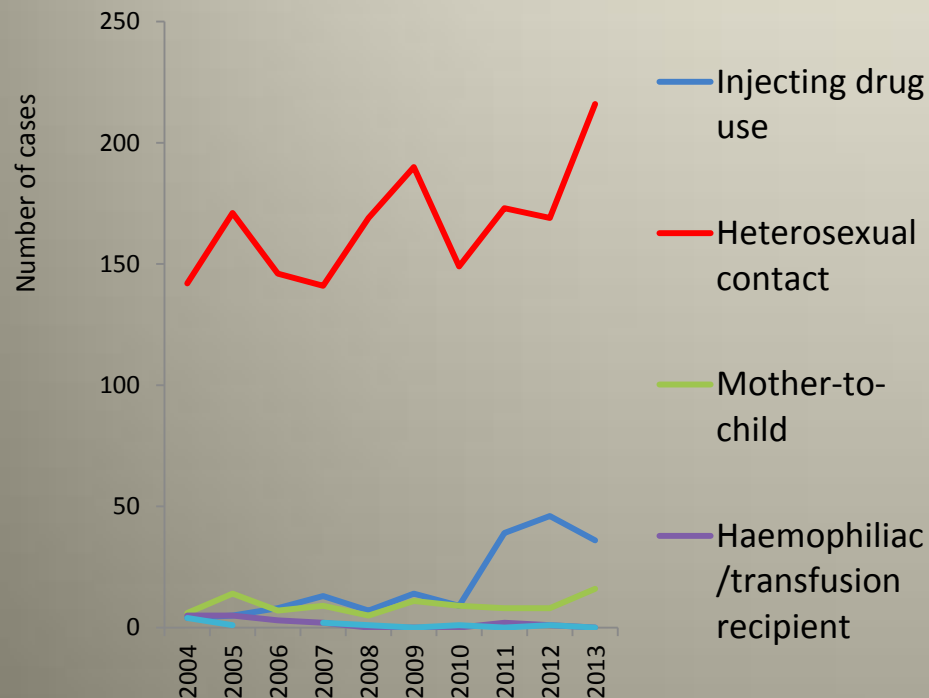 250
200
150
100
50
0
Number of cases
2004
2005
2006
2007
2008
2009
2010
2011
2012
2013
Injecting drug
use
Heterosexual
contact
Mother-to-
child
Haemophiliac
/transfusion
recipient